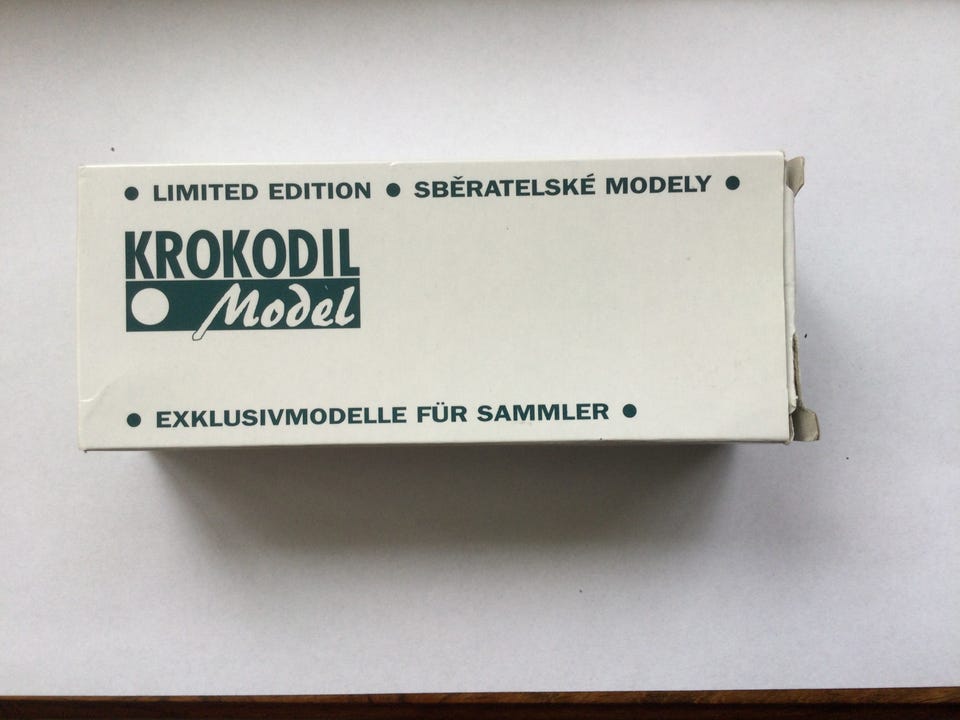 ● LIMITED EDITION ● SBĚRATELSKÉ MODELY ●
KROKODIL
Model
● EXKLUSIVMODELLE FÜR SAMMLER ●